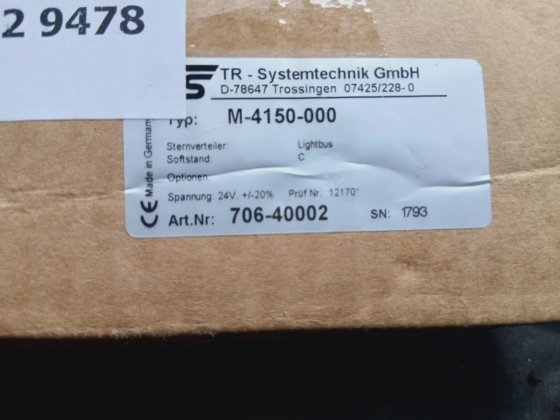 2 9478
TR - Systemtechnik GmbH
D-78647 Trossingen 07425/228-0
Typ: M-4150-000
Sternverteiler: Lightbus
Softstand: C
Optionen:
Spannung: 24V, +/-20% Prüf Nr. 12170
Art.Nr: 706-40002 SN: 1793
CE Made in Germany